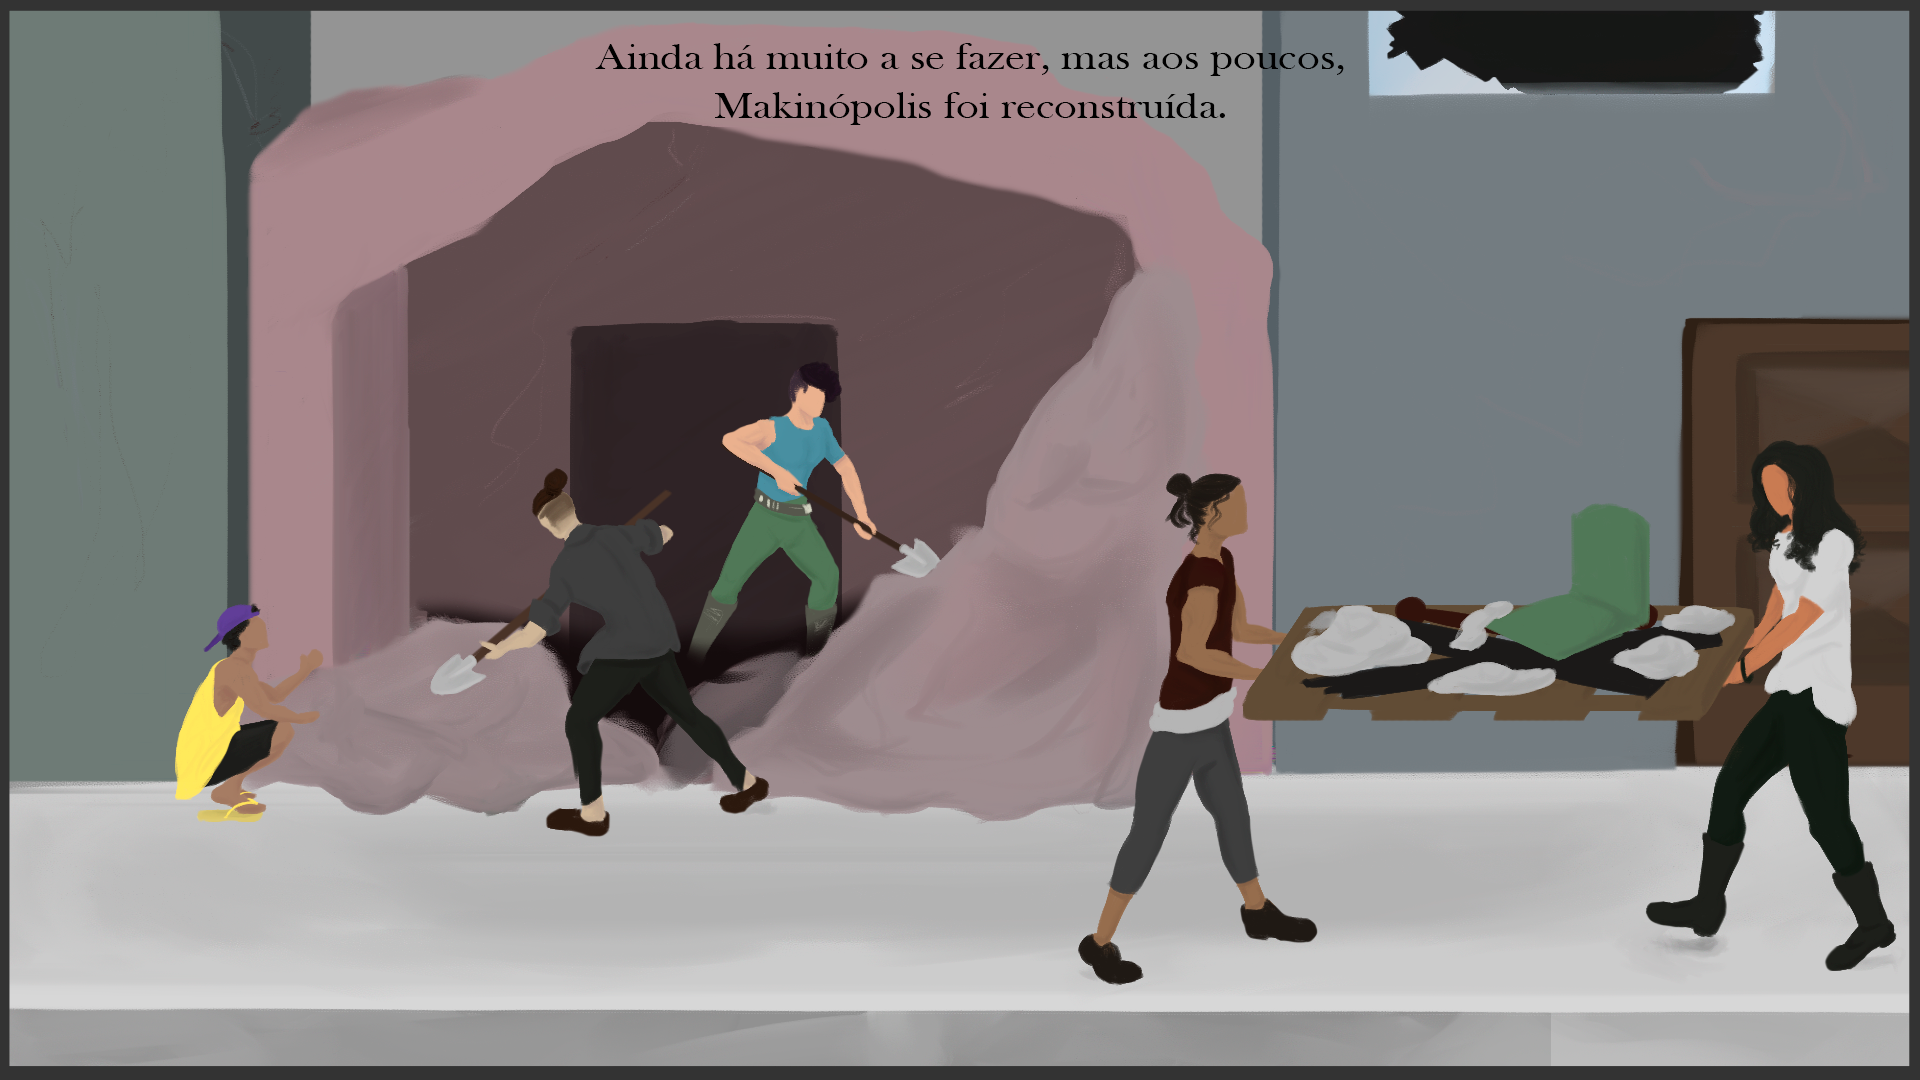 Ainda há muito a se fazer, mas aos poucos,
Makinópolis foi reconstruída.